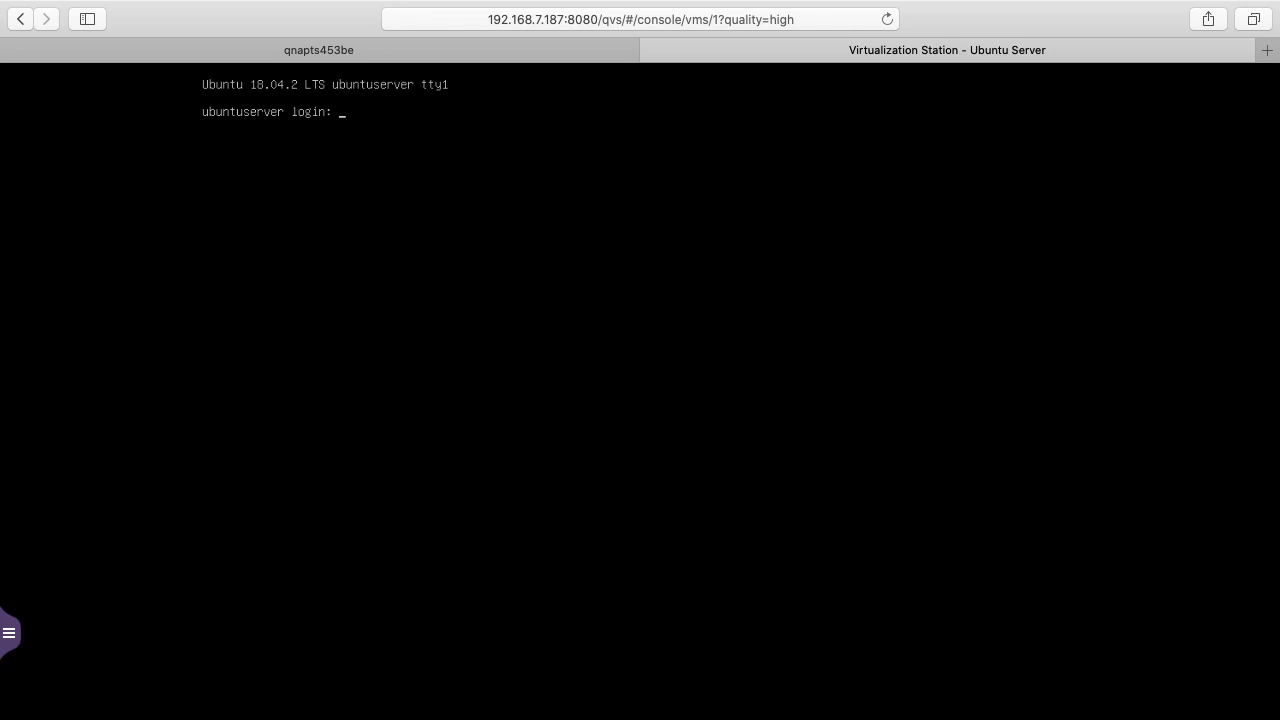 192.168.7.187:8080/qvs/#/console/vms/1?quality=high
qnapts453be
Virtualization Station - Ubuntu Server
Ubuntu 18.04.2 LTS ubuntuserver tty1
ubuntuserver login: _